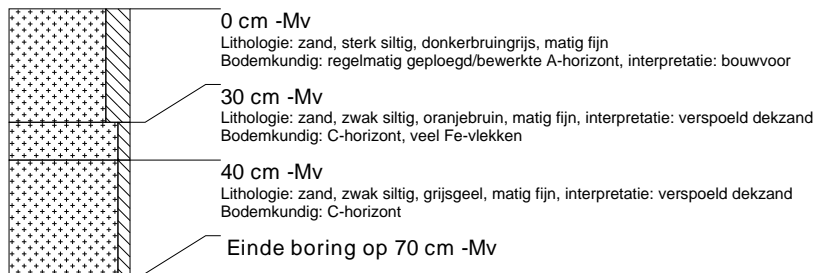 0 cm -Mv
Lithologie: zand, sterk siltig, donkerbruingrijs, matig fijn
Bodemkundig: regelmatig geploegd/bewerkte A-horizont, interpretatie: bouwvoor
30 cm -Mv
Lithologie: zand, zwak siltig, oranjebruin, matig fijn, interpretatie: verspoeld dekzand
Bodemkundig: C-horizont, veel Fe-vlekken
40 cm -Mv
Lithologie: zand, zwak siltig, grijsgeel, matig fijn, interpretatie: verspoeld dekzand
Bodemkundig: C-horizont
Einde boring op 70 cm -Mv